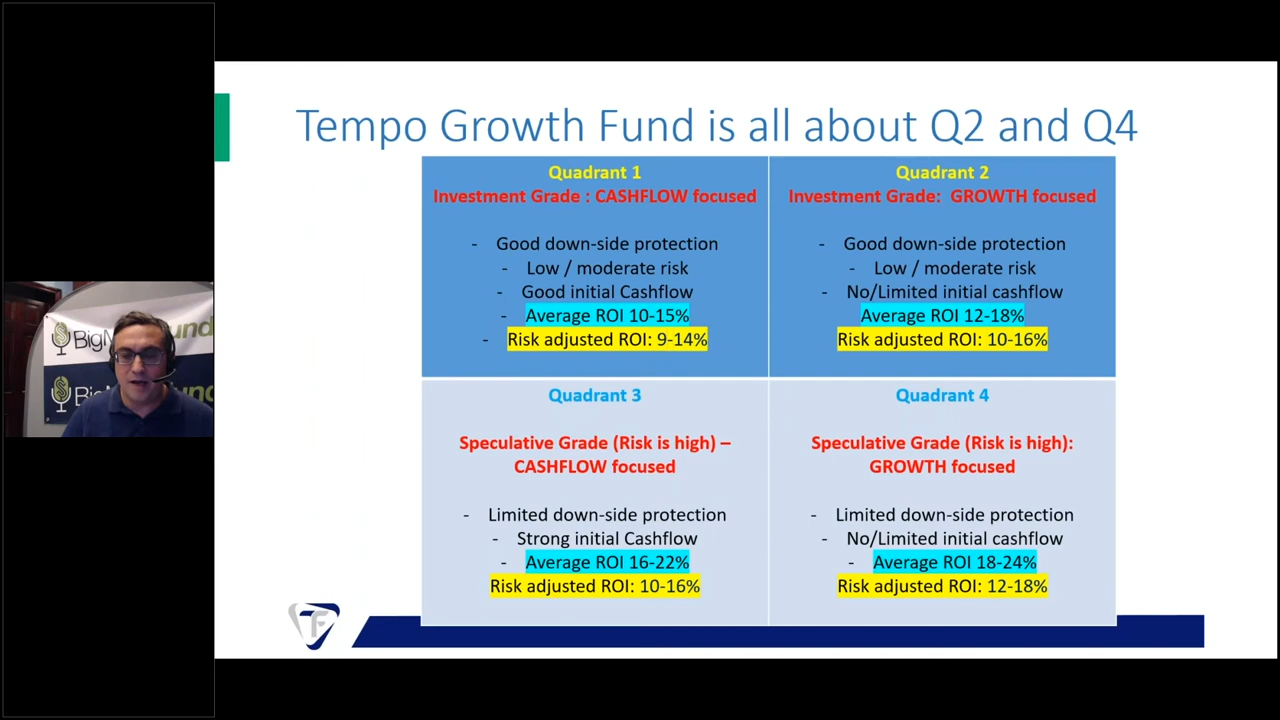 Tempo Growth Fund is all about Q2 and Q4
Quadrant 1
Investment Grade : CASHFLOW focused
- Good down-side protection
- Low / moderate risk
- Good initial Cashflow
- Average ROI 10-15%
- Risk adjusted ROI: 9-14%
Quadrant 2
Investment Grade: GROWTH focused
- Good down-side protection
- Low / moderate risk
- No/Limited initial cashflow
Average ROI 12-18%
Risk adjusted ROI: 10-16%
Quadrant 3
Speculative Grade (Risk is high) –
CASHFLOW focused
- Limited down-side protection
- Strong initial Cashflow
- Average ROI 16-22%
Risk adjusted ROI: 10-16%
Quadrant 4
Speculative Grade (Risk is high):
GROWTH focused
- Limited down-side protection
- No/Limited initial cashflow
- Average ROI 18-24%
Risk adjusted ROI: 12-18%